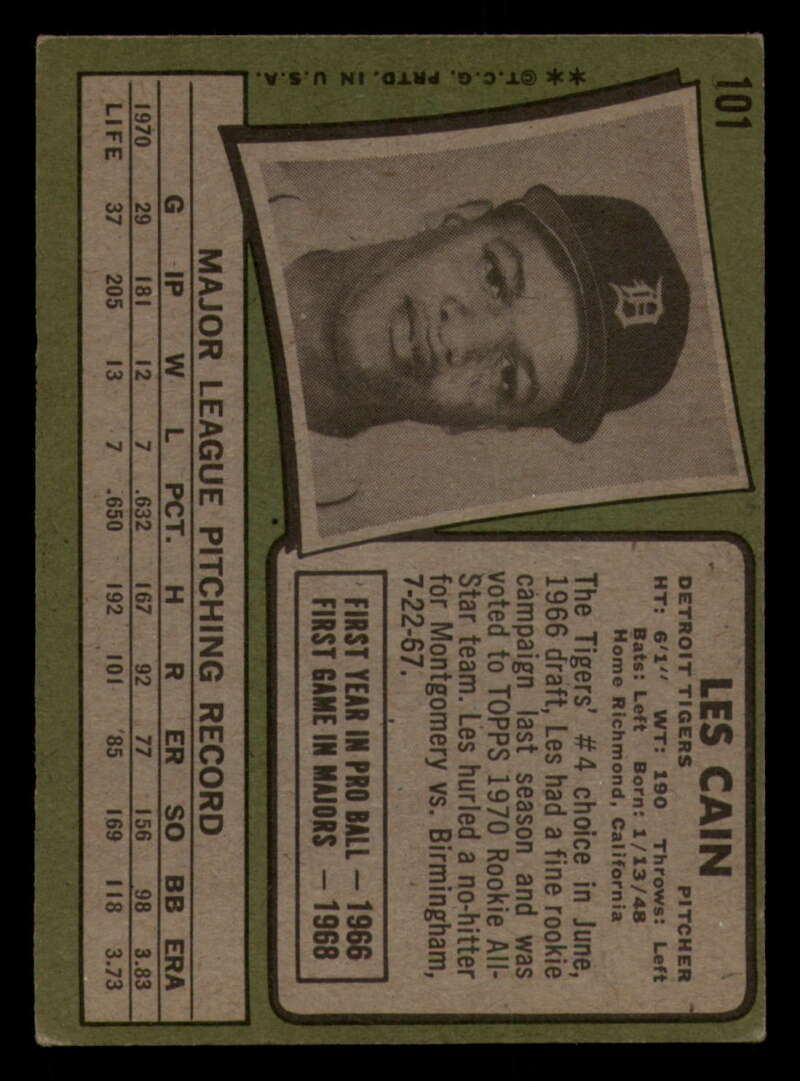 101
**©T.C.G. PRTD. IN U.S.A.
LES CAIN
DETROIT TIGERS PITCHER
HT: 6'1" WT: 190 Throws: Left
Bats: Left Born: 1/13/48
Home Richmond, California
The Tigers' #4 choice in June,
1966 draft, Les had a fine rookie
campaign last season and was
voted to TOPPS 1970 Rookie All-
Star team. Les hurled a no-hitter
for Montgomery vs. Birmingham,
7-22-67.
FIRST YEAR IN PRO BALL — 1966
FIRST GAME IN MAJORS — 1968
MAJOR LEAGUE PITCHING RECORD
G IP W L PCT. H R ER SO BB ERA
1970 29 181 12 7 .632 167 92 77 156 98 3.83
LIFE 37 205 13 7 .650 192 101 85 169 118 3.73